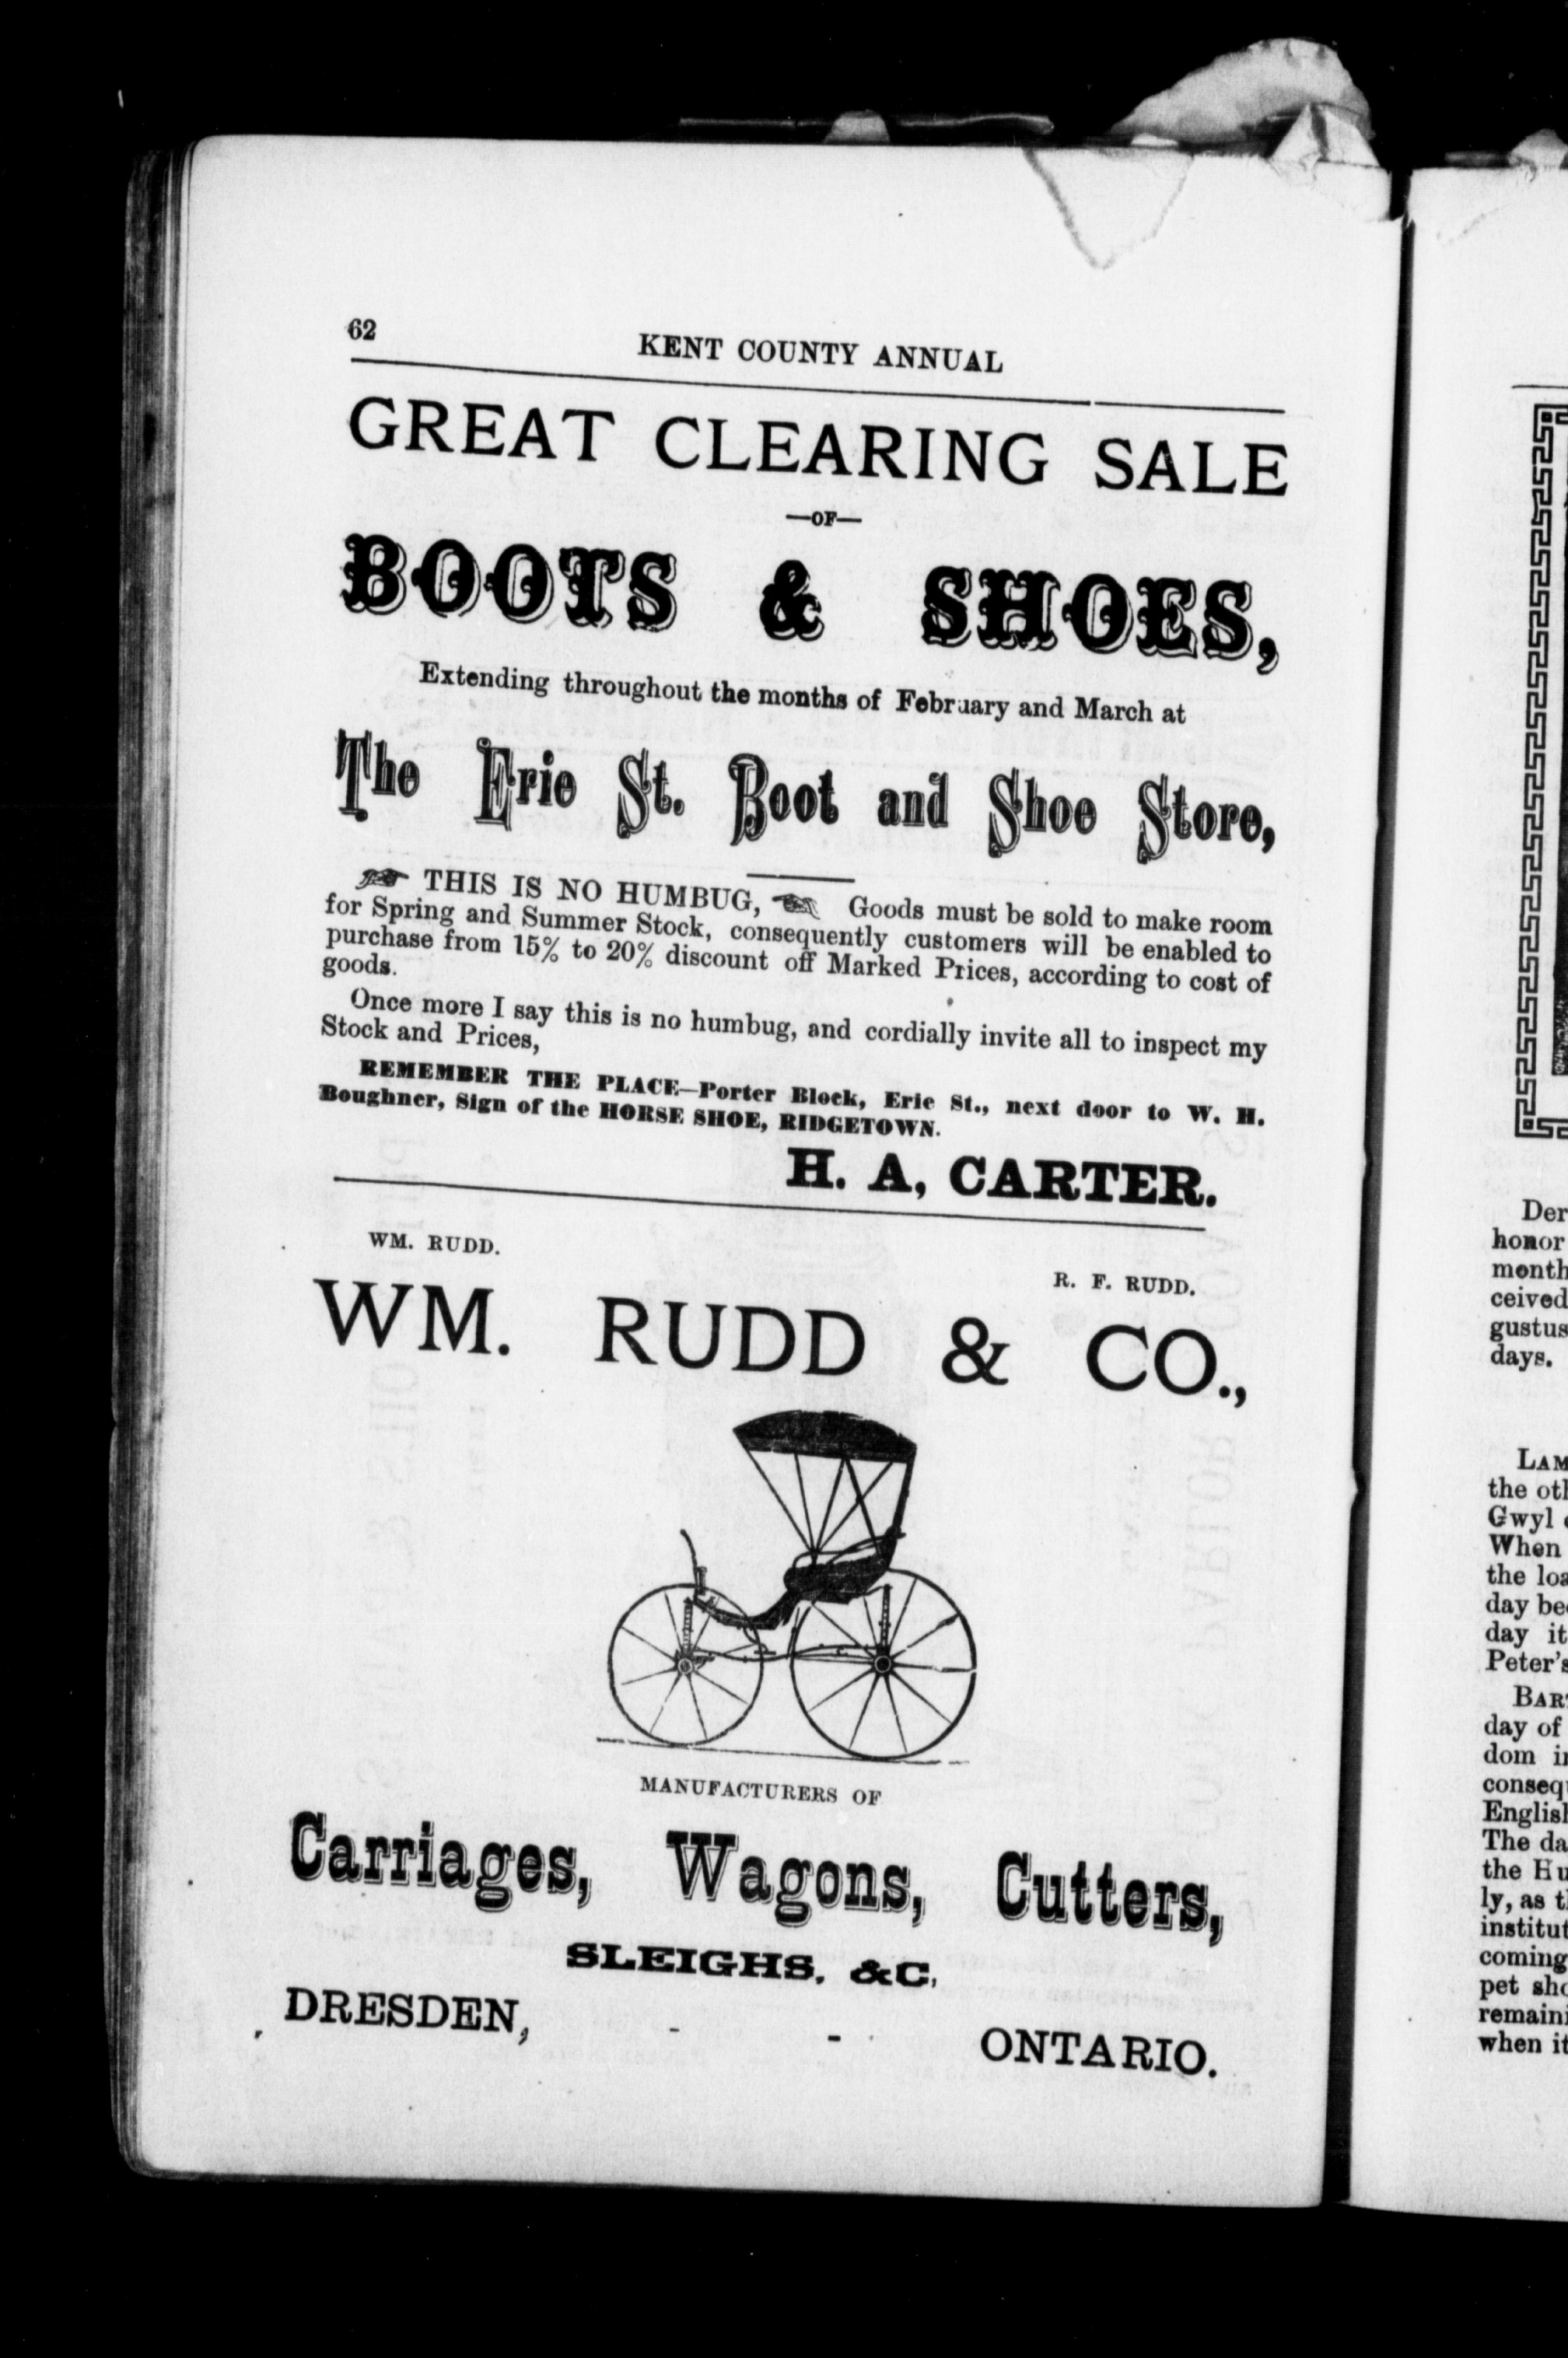 62
KENT COUNTY ANNUAL
GREAT CLEARING SALE
—OF—
BOOTS & SHOES,
Extending throughout the months of February and March at
The Erie St. Boot and Shoe Store,
THIS IS NO HUMBUG, Goods must be sold to make room
for Spring and Summer Stock, consequently customers will be enabled to
purchase from 15% to 20% discount off Marked Prices, according to cost of
goods.
Once more I say this is no humbug, and cordially invite all to inspect my
Stock and Prices,
REMEMBER THE PLACE—Porter Block, Erie St., next door to W. H.
Boughner, Sign of the HORSE SHOE, RIDGETOWN.
H. A, CARTER.
WM. RUDD.
R. F. RUDD.
WM. RUDD & CO.,
MANUFACTURERS OF
Carriages, Wagons, Cutters,
SLEIGHS. &C,
DRESDEN, - - ONTARIO.
Der
honor
month
ceived
gustus
days.
LAM
the oth
Gwyl
When
the loa
day be
day it
Peter's
BAR
day of
dom i
conseq
English
The da
the Hu
ly, as t
institut
coming
pet sho
remaini
when it